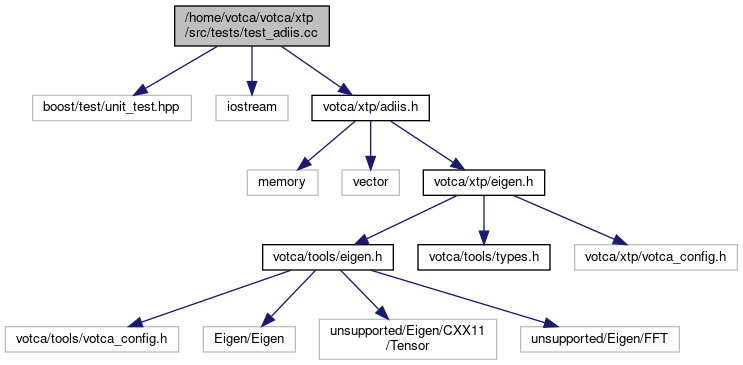 /home/votca/votca/xtp
/src/tests/test_adiis.cc
boost/test/unit_test.hpp
iostream
votca/xtp/adiis.h
memory
vector
votca/xtp/eigen.h
votca/tools/eigen.h
votca/tools/types.h
votca/xtp/votca_config.h
votca/tools/votca_config.h
Eigen/Eigen
unsupported/Eigen/CXX11
/Tensor
unsupported/Eigen/FFT